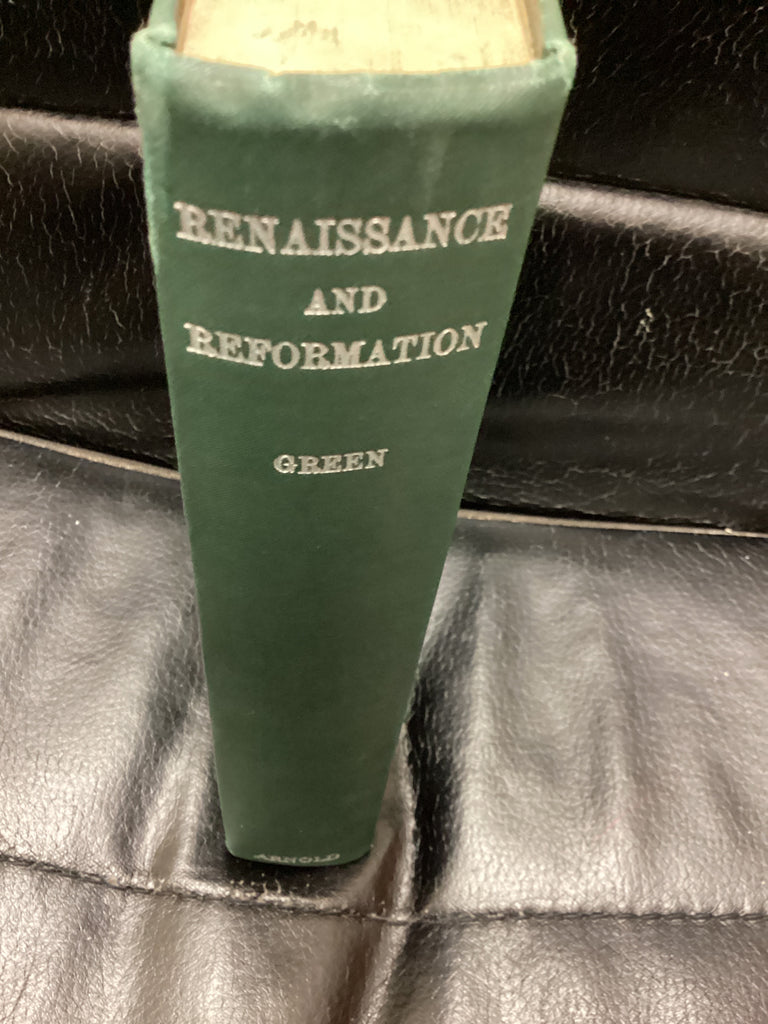 RENAISSANCE
AND
REFORMATION
GREEN
ARNOLD